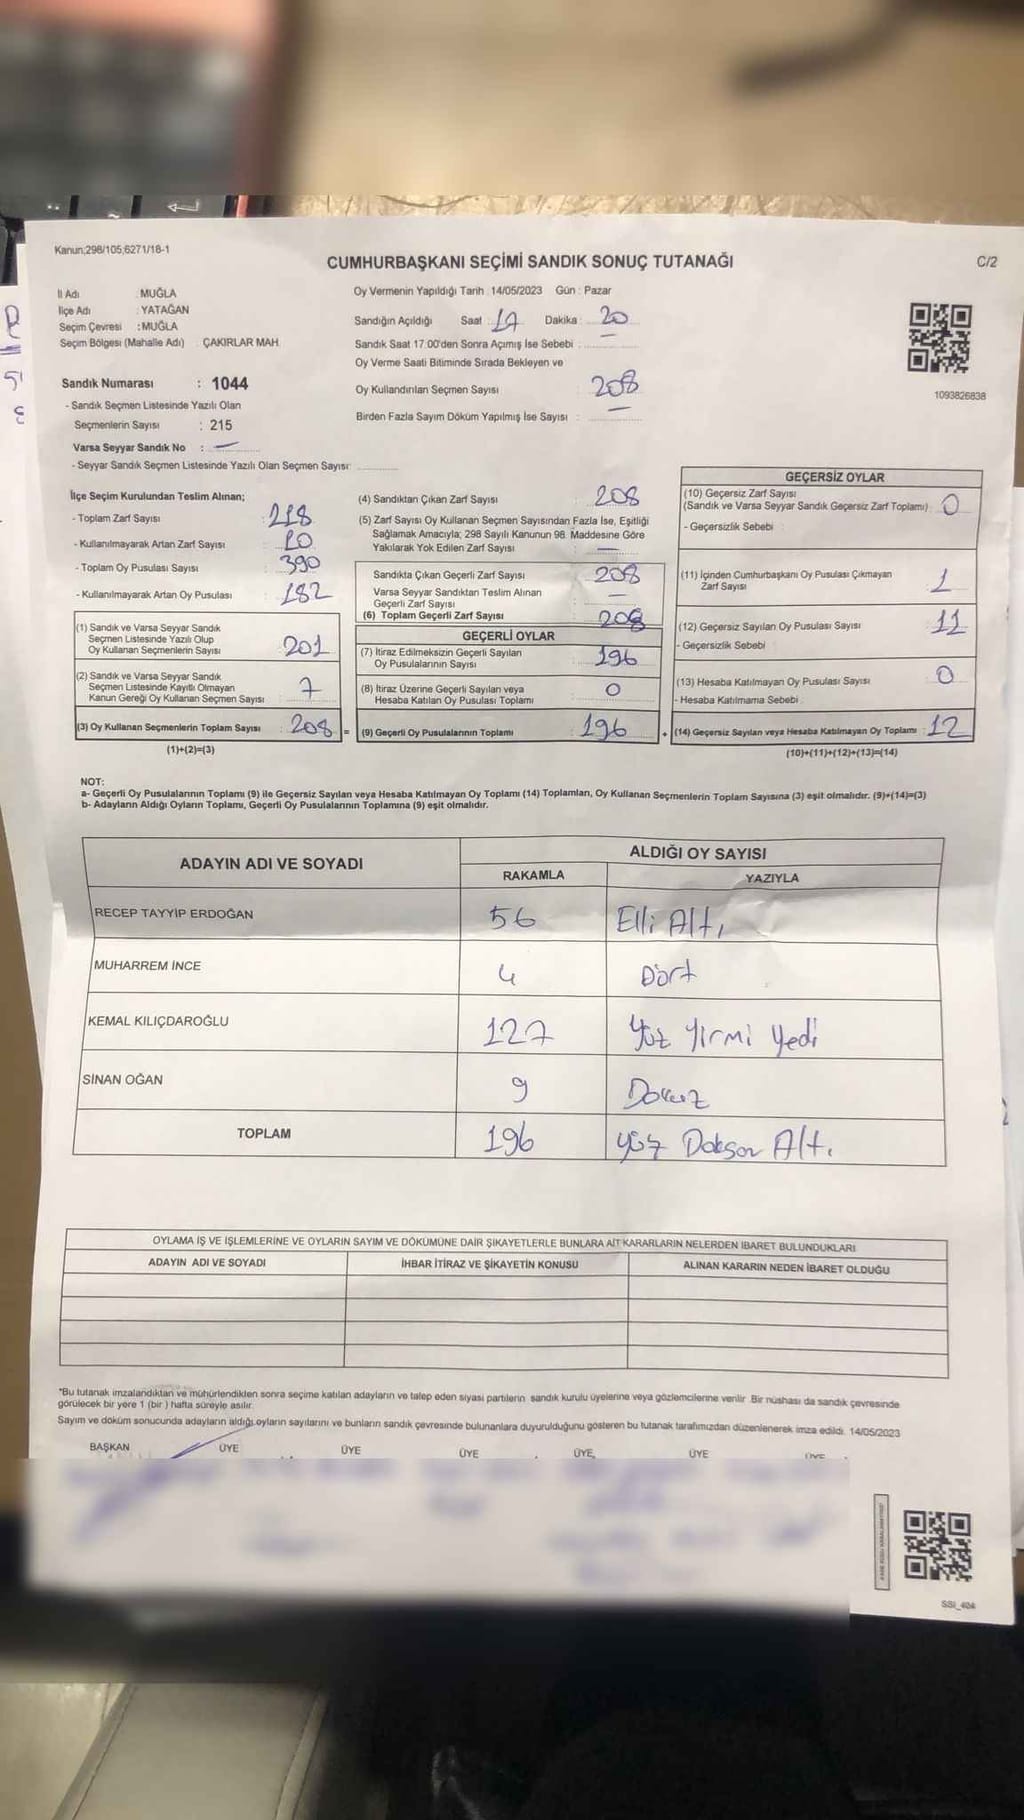 Kanun;298/105;6271/18-1
CUMHURBAŞKANI SEÇİMİ SANDIK SONUÇ TUTANAĞI
C/2
İl Adı : MUĞLA
İlçe Adı : YATAĞAN
Seçim Çevresi : MUĞLA
Seçim Bölgesi (Mahalle Adı) . ÇAKIRLAR MAH.
Sandık Numarası : 1044
- Sandık Seçmen Listesinde Yazılı Olan
Seçmenlerin Sayısı : 215
Varsa Seyyar Sandık No : —
- Seyyar Sandık Seçmen Listesinde Yazılı Olan Seçmen Sayısı:
Oy Vermenin Yapıldığı Tarih : 14/05/2023 Gün : Pazar
Sandığın Açıldığı Saat : 17 Dakika : 20
Sandık Saat 17:00'den Sonra Açımış İse Sebebi : —
Oy Verme Saati Bitiminde Sırada Bekleyen ve
Oy Kullandırılan Seçmen Sayısı : 208
Birden Fazla Sayım Döküm Yapılmış İse Sayısı : —
1093826838
İlçe Seçim Kurulundan Teslim Alınan;
- Toplam Zarf Sayısı : 218
- Kullanılmayarak Artan Zarf Sayısı : 10
- Toplam Oy Pusulası Sayısı : 390
- Kullanılmayarak Artan Oy Pusulası : 182
(1) Sandık ve Varsa Seyyar Sandık
Seçmen Listesinde Yazılı Olup
Oy Kullanan Seçmenlerin Sayısı : 201
(2) Sandık ve Varsa Seyyar Sandık
Seçmen Listesinde Kayıtlı Olmayan
Kanun Gereği Oy Kullanan Seçmen Sayısı : 7
(3) Oy Kullanan Seçmenlerin Toplam Sayısı : 208 =
(1)+(2)=(3)
(4) Sandıktan Çıkan Zarf Sayısı : 208
(5) Zarf Sayısı Oy Kullanan Seçmen Sayısından Fazla İse, Eşitliği
Sağlamak Amacıyla; 298 Sayılı Kanunun 98. Maddesine Göre
Yakılarak Yok Edilen Zarf Sayısı : —
Sandıkta Çıkan Geçerli Zarf Sayısı : 208
Varsa Seyyar Sandıktan Teslim Alınan
Geçerli Zarf Sayısı : —
(6) Toplam Geçerli Zarf Sayısı : 208
GEÇERLİ OYLAR
(7) İtiraz Edilmeksizin Geçerli Sayılan
Oy Pusulalarının Sayısı : 196
(8) İtiraz Üzerine Geçerli Sayılan veya
Hesaba Katılan Oy Pusulası Toplamı : 0
(9) Geçerli Oy Pusulalarının Toplamı : 196 +
GEÇERSİZ OYLAR
(10) Geçersiz Zarf Sayısı
(Sandık ve Varsa Seyyar Sandık Geçersiz Zarf Toplamı) : 0
- Geçersizlik Sebebi :
(11) İçinden Cumhurbaşkanı Oy Pusulası Çıkmayan
Zarf Sayısı : 1
(12) Geçersiz Sayılan Oy Pusulası Sayısı : 11
- Geçersizlik Sebebi :
(13) Hesaba Katılmayan Oy Pusulası Sayısı : 0
- Hesaba Katılmama Sebebi :
(14) Geçersiz Sayılan veya Hesaba Katılmayan Oy Toplamı : 12
(10)+(11)+(12)+(13)=(14)
NOT:
a- Geçerli Oy Pusulalarının Toplamı (9) ile Geçersiz Sayılan veya Hesaba Katılmayan Oy Toplamı (14) Toplamları, Oy Kullanan Seçmenlerin Toplam Sayısına (3) eşit olmalıdır. (9)+(14)=(3)
b- Adayların Aldığı Oyların Toplamı, Geçerli Oy Pusulalarının Toplamına (9) eşit olmalıdır.
ADAYIN ADI VE SOYADI ALDIĞI OY SAYISI
RAKAMLA YAZIYLA
RECEP TAYYİP ERDOĞAN 56 Elli Altı
MUHARREM İNCE 4 Dört
KEMAL KILIÇDAROĞLU 127 Yüz Yirmi Yedi
SİNAN OĞAN 9 Dokuz
TOPLAM 196 Yüz Doksan Altı
OYLAMA İŞ VE İŞLEMLERİNE VE OYLARIN SAYIM VE DÖKÜMÜNE DAİR ŞİKAYETLERLE BUNLARA AİT KARARLARIN NELERDEN İBARET BULUNDUKLARI
ADAYIN ADI VE SOYADI İHBAR İTİRAZ VE ŞİKAYETİN KONUSU ALINAN KARARIN NEDEN İBARET OLDUĞU
*Bu tutanak imzalandıktan ve mühürlendikten sonra seçime katılan adayların ve talep eden siyasi partilerin sandık kurulu üyelerine veya gözlemcilerine verilir. Bir nüshası da sandık çevresinde
görülecek bir yere 1 (bir ) hafta süreyle asılır.
Sayım ve döküm sonucunda adayların aldığı oyların sayılarını ve bunların sandık çevresinde bulunanlara duyurulduğunu gösteren bu tutanak tarafımızdan düzenlenerek imza edildi. 14/05/2023
BAŞKAN ÜYE ÜYE ÜYE ÜYE ÜYE ÜYE
SSI_404